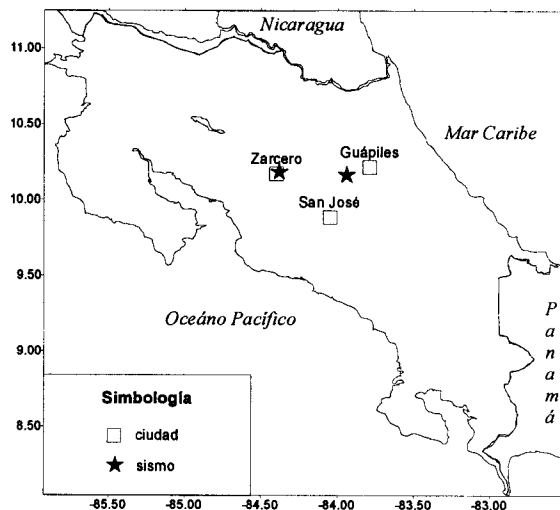 11.00
10.50
10.00
9.50
9.00
8.50
Nicaragua
Mar Caribe
Zarcero
Guápiles
San José
Oceáno Pacífico
P
a
n
a
m
á
Simbología
ciudad
sismo
-85.50
-85.00
-84.50
-84.00
-83.50
-83.00